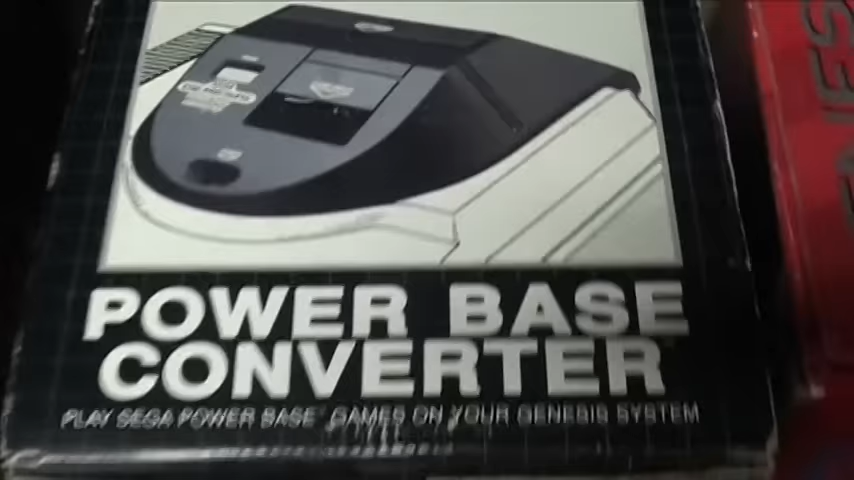 POWER BASE
CONVERTER
PLAY SEGA POWER BASE GAMES ON YOUR GENESIS SYSTEM